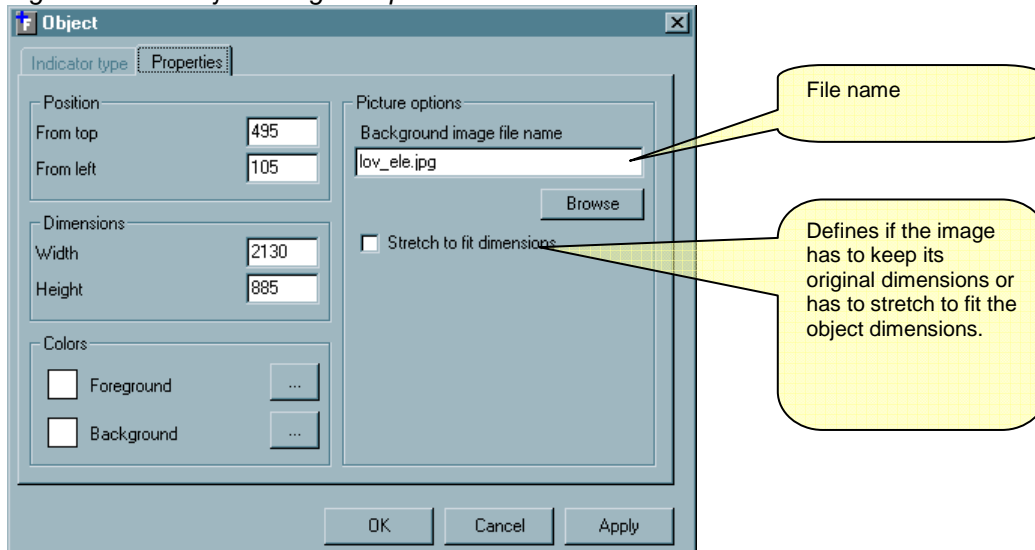 Object
Indicator type
Properties
Position
From top
495
From left
105
Dimensions
Width
2130
Height
885
Colors
Foreground
...
Background
...
Picture options
Background image file name
lov_ele.jpg
Browse
Stretch to fit dimensions
OK
Cancel
Apply
File name
Defines if the image
has to keep its
original dimensions or
has to stretch to fit the
object dimensions.